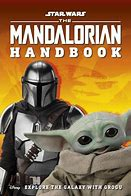 STAR WARS
THE
MANDALORIAN
HANDBOOK
Disney
EXPLORE THE GALAXY WITH GROGU